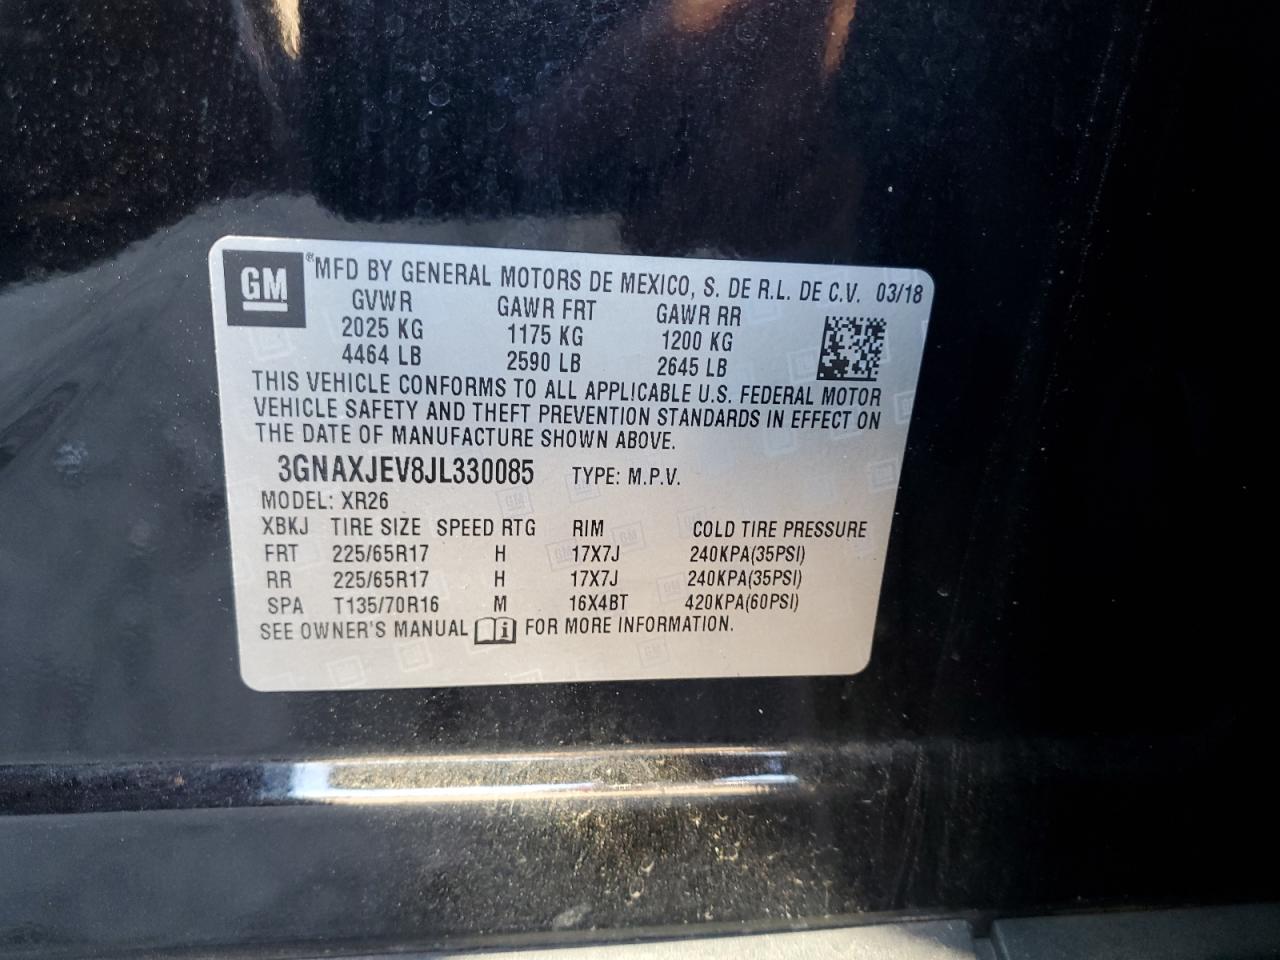 GM ® MFD BY GENERAL MOTORS DE MEXICO, S. DE R.L. DE C.V. 03/18
GVWR GAWR FRT GAWR RR
2025 KG 1175 KG 1200 KG
4464 LB 2590 LB 2645 LB
THIS VEHICLE CONFORMS TO ALL APPLICABLE U.S. FEDERAL MOTOR
VEHICLE SAFETY AND THEFT PREVENTION STANDARDS IN EFFECT ON
THE DATE OF MANUFACTURE SHOWN ABOVE.
3GNAXJEV8JL330085 TYPE: M.P.V.
MODEL: XR26
XBKJ TIRE SIZE SPEED RTG RIM COLD TIRE PRESSURE
FRT 225/65R17 H 17X7J 240KPA(35PSI)
RR 225/65R17 H 17X7J 240KPA(35PSI)
SPA T135/70R16 M 16X4BT 420KPA(60PSI)
SEE OWNER'S MANUAL i FOR MORE INFORMATION.